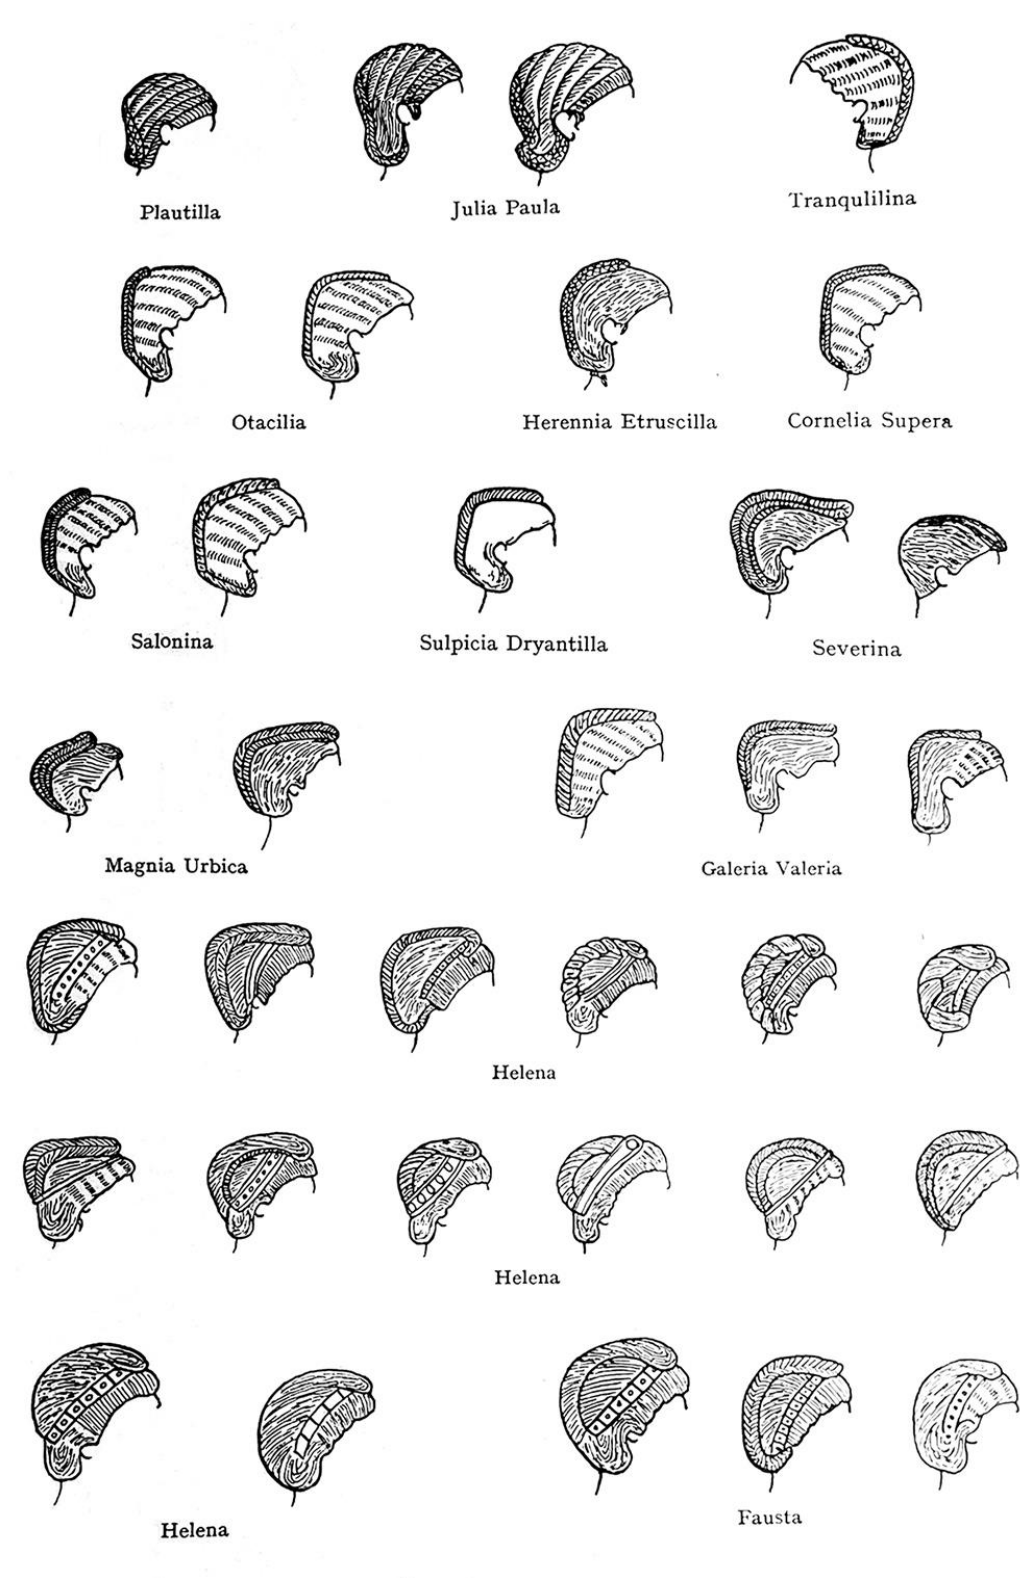 Plautilla
Julia Paula
Tranqulilina
Otacilia
Herennia Etruscilla
Cornelia Supera
Salonina
Sulpicia Dryantilla
Severina
Magnia Urbica
Galeria Valeria
Helena
Helena
Helena
Fausta